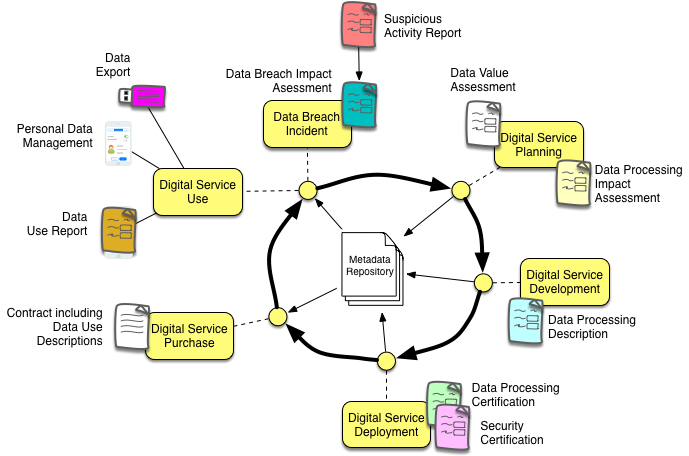 Suspicious
Activity Report
Data
Export
Data Breach Impact
Asessment
Data Value
Assessment
Data Breach
Incident
Personal Data
Management
Digital Service
Planning
Data Processing
Impact
Assessment
Digital Service
Use
Data
Use Report
Metadata
Repository
Digital Service
Development
Contract including
Data Use
Descriptions
Digital Service
Purchase
Data Processing
Description
Data Processing
Certification
Digital Service
Deployment
Security
Certification